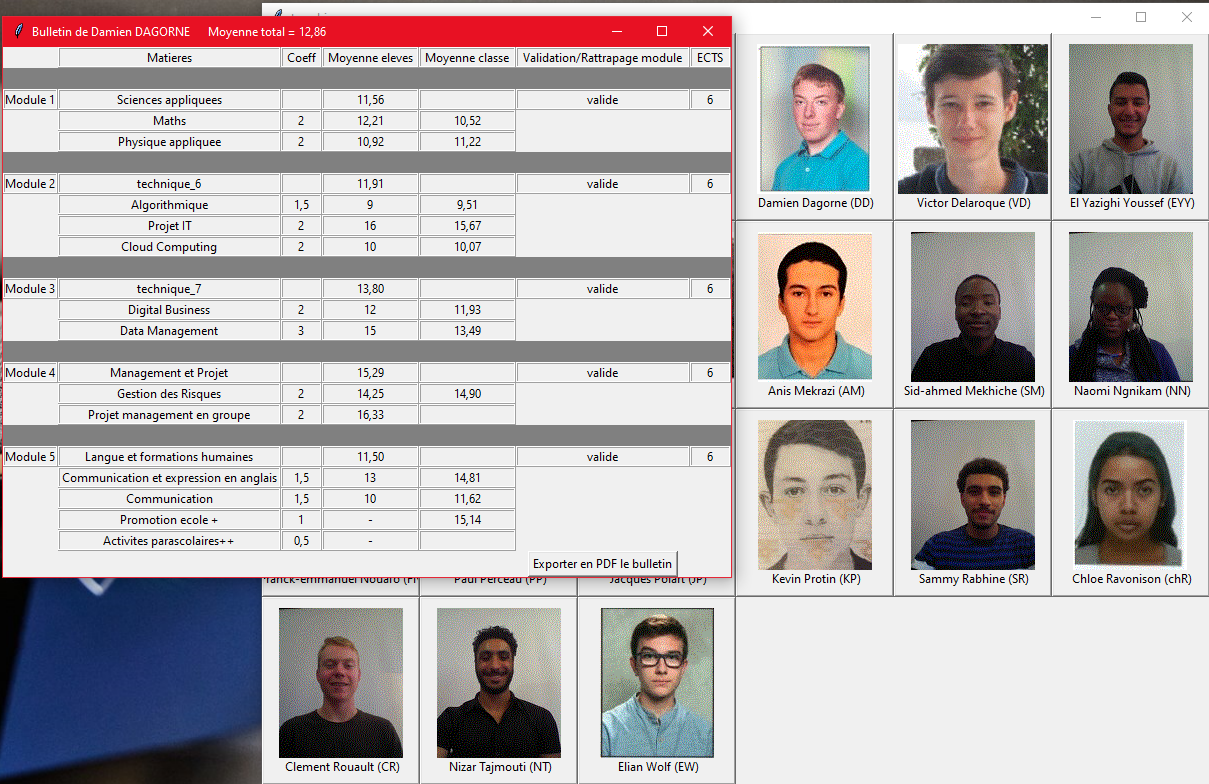 Bulletin de Damien DAGORNE Moyenne total = 12,86
Matieres Coeff Moyenne eleves Moyenne classe Validation/Rattrapage module ECTS
Module 1 Sciences appliquees 11,56 valide 6
Maths 2 12,21 10,52
Physique appliquee 2 10,92 11,22
Module 2 technique_6 11,91 valide 6
Algorithmique 1,5 9 9,51
Projet IT 2 16 15,67
Cloud Computing 2 10 10,07
Module 3 technique_7 13,80 valide 6
Digital Business 2 12 11,93
Data Management 3 15 13,49
Module 4 Management et Projet 15,29 valide 6
Gestion des Risques 2 14,25 14,90
Projet management en groupe 2 16,33
Module 5 Langue et formations humaines 11,50 valide 6
Communication et expression en anglais 1,5 13 14,81
Communication 1,5 10 11,62
Promotion ecole + 1 - 15,14
Activites parascolaires++ 0,5 -
Exporter en PDF le bulletin
Damien Dagorne (DD) Victor Delaroque (VD) El Yazighi Youssef (EYY)
Anis Mekrazi (AM) Sid-ahmed Mekhiche (SM) Naomi Ngnikam (NN)
Paul Perceau (PP) Jacques Polart (JP) Kevin Protin (KP) Sammy Rabhine (SR) Chloe Ravonison (chR)
Clement Rouault (CR) Nizar Tajmouti (NT) Elian Wolf (EW)